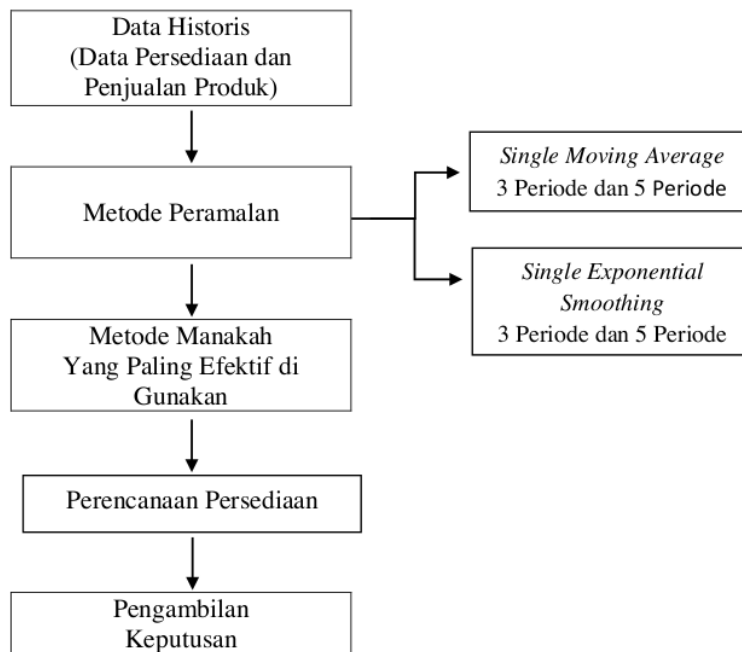 Data Historis
(Data Persediaan dan
Penjualan Produk)
Metode Peramalan
Single Moving Average
3 Periode dan 5 Periode
Single Exponential
Smoothing
3 Periode dan 5 Periode
Metode Manakah
Yang Paling Efektif di
Gunakan
Perencanaan Persediaan
Pengambilan
Keputusan